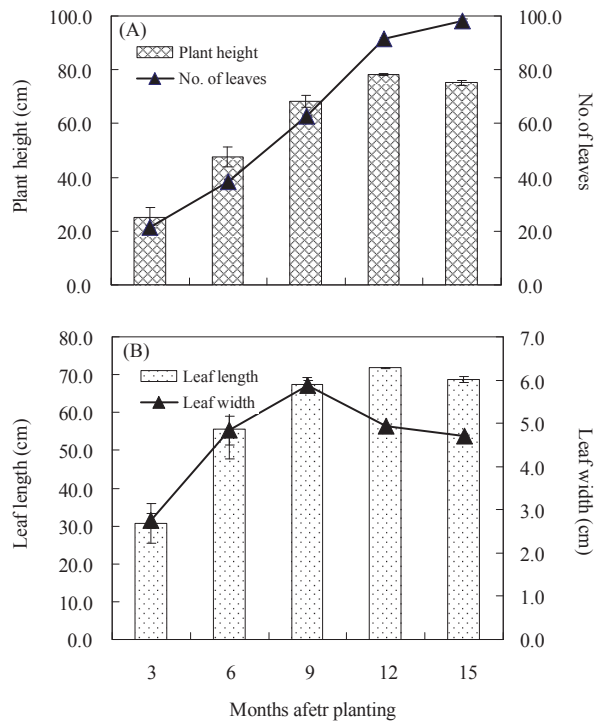 (A)
Plant height
No. of leaves
100.0
80.0
60.0
40.0
20.0
0.0
Plant height (cm)
100.0
80.0
60.0
40.0
20.0
0.0
No.of leaves
(B)
Leaf length
Leaf width
80.0
70.0
60.0
50.0
40.0
30.0
20.0
10.0
0.0
Leaf length (cm)
7.0
6.0
5.0
4.0
3.0
2.0
1.0
0.0
Leaf width (cm)
3 6 9 12 15
Months afetr planting